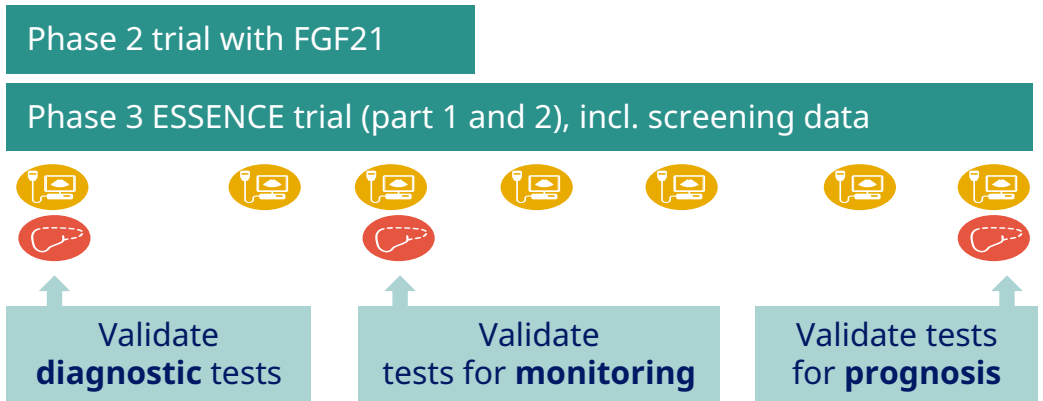 Phase 2 trial with FGF21
Phase 3 ESSENCE trial (part 1 and 2), incl. screening data
Validate
diagnostic tests
Validate
tests for monitoring
Validate tests
for prognosis